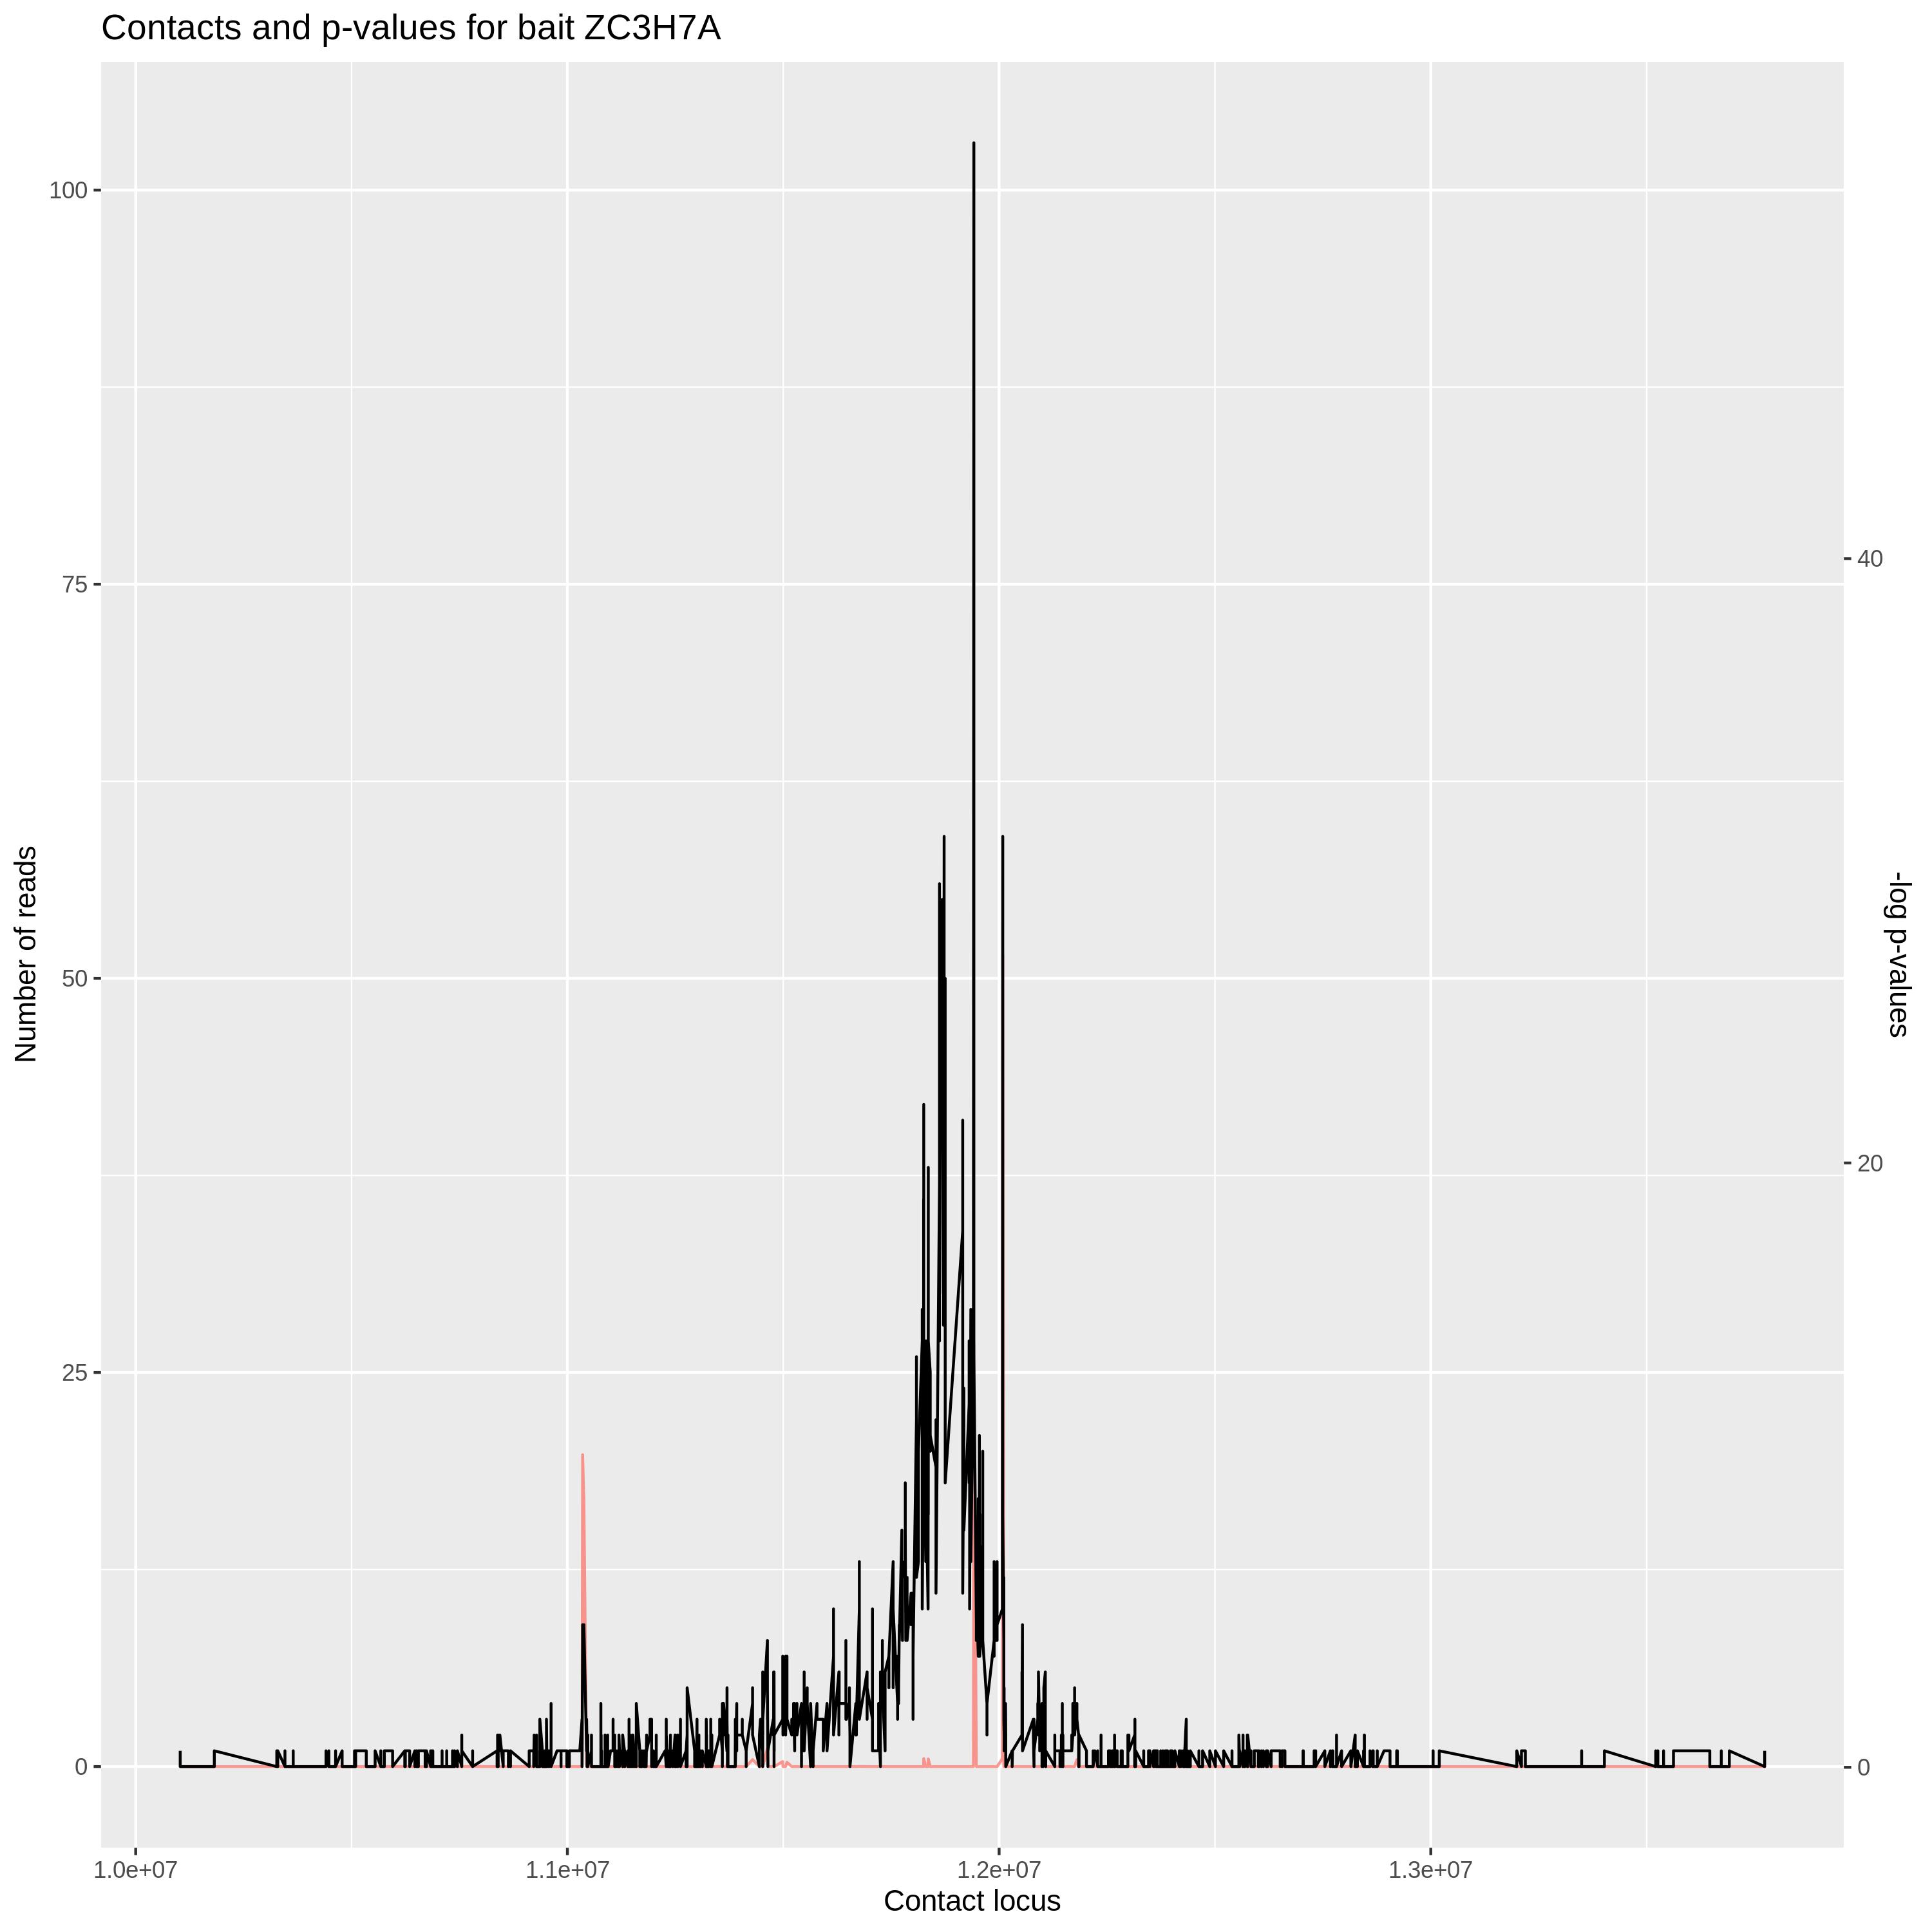 Contacts and p-values for bait ZC3H7A
100
75
50
25
0
Number of reads
40
20
0
-log p-values
1.0e+07
1.1e+07
1.2e+07
1.3e+07
Contact locus